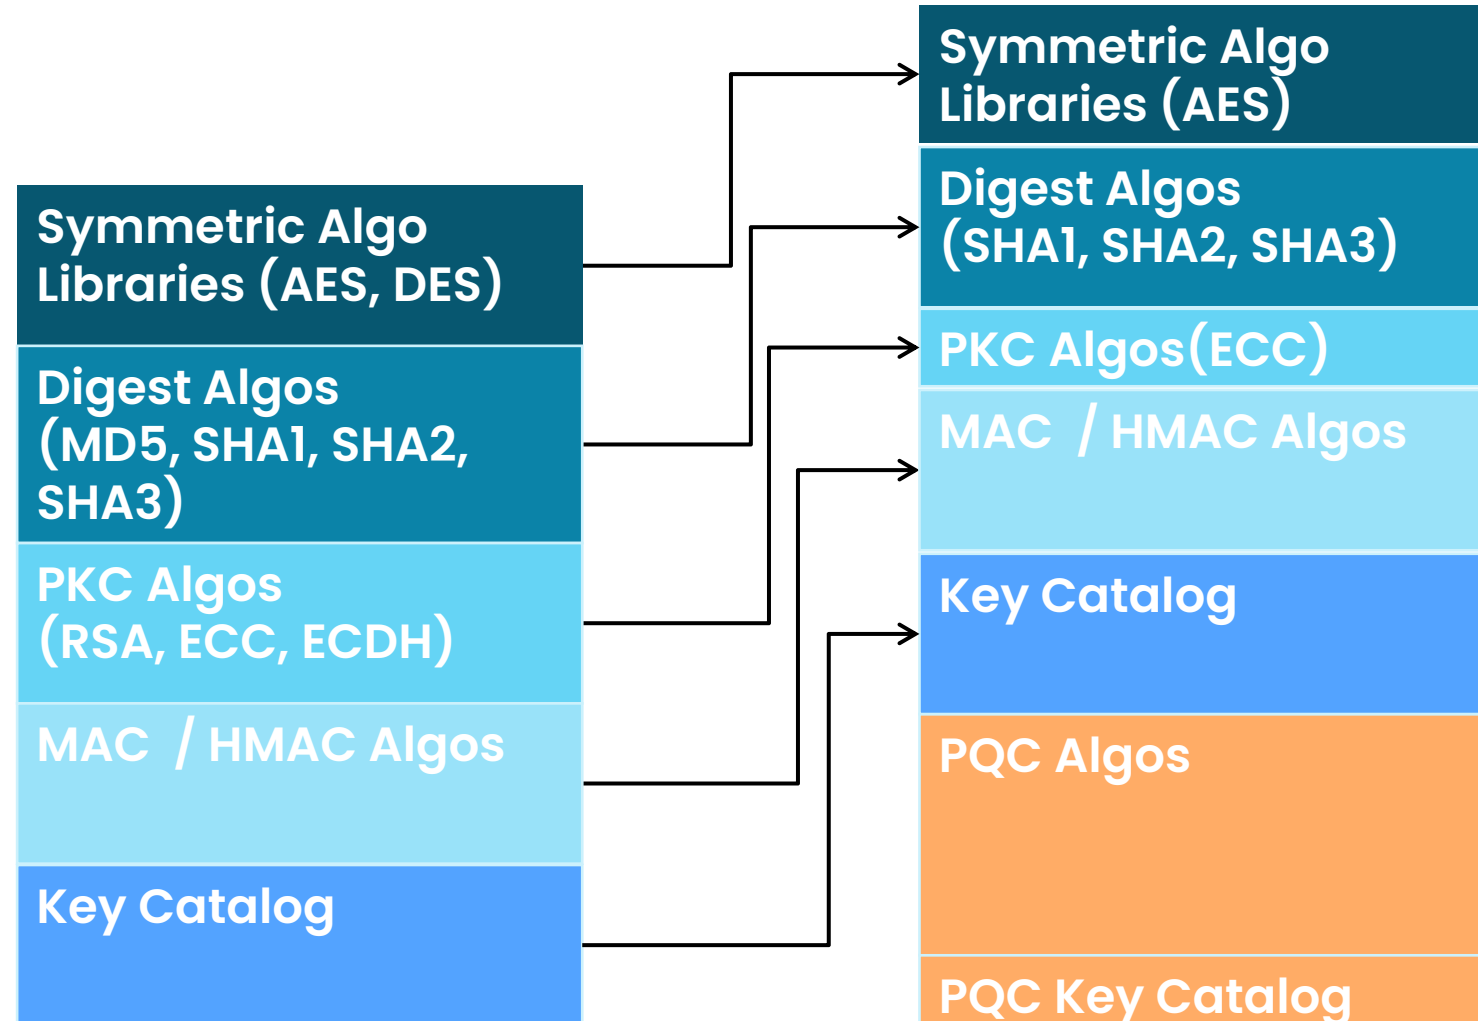 Symmetric Algo
Libraries (AES, DES)
Digest Algos
(MD5, SHA1, SHA2,
SHA3)
PKC Algos
(RSA, ECC, ECDH)
MAC  / HMAC Algos
Key Catalog
Symmetric Algo
Libraries (AES)
Digest Algos
(SHA1, SHA2, SHA3)
PKC Algos(ECC)
MAC  / HMAC Algos
Key Catalog
PQC Algos
PQC Key Catalog